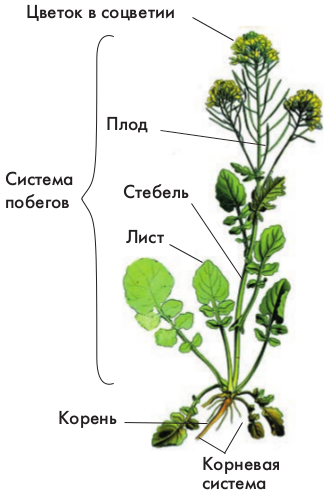 Цветок в соцветии
Плод
Система
побегов
Стебель
Лист
Корень
Корневая
система